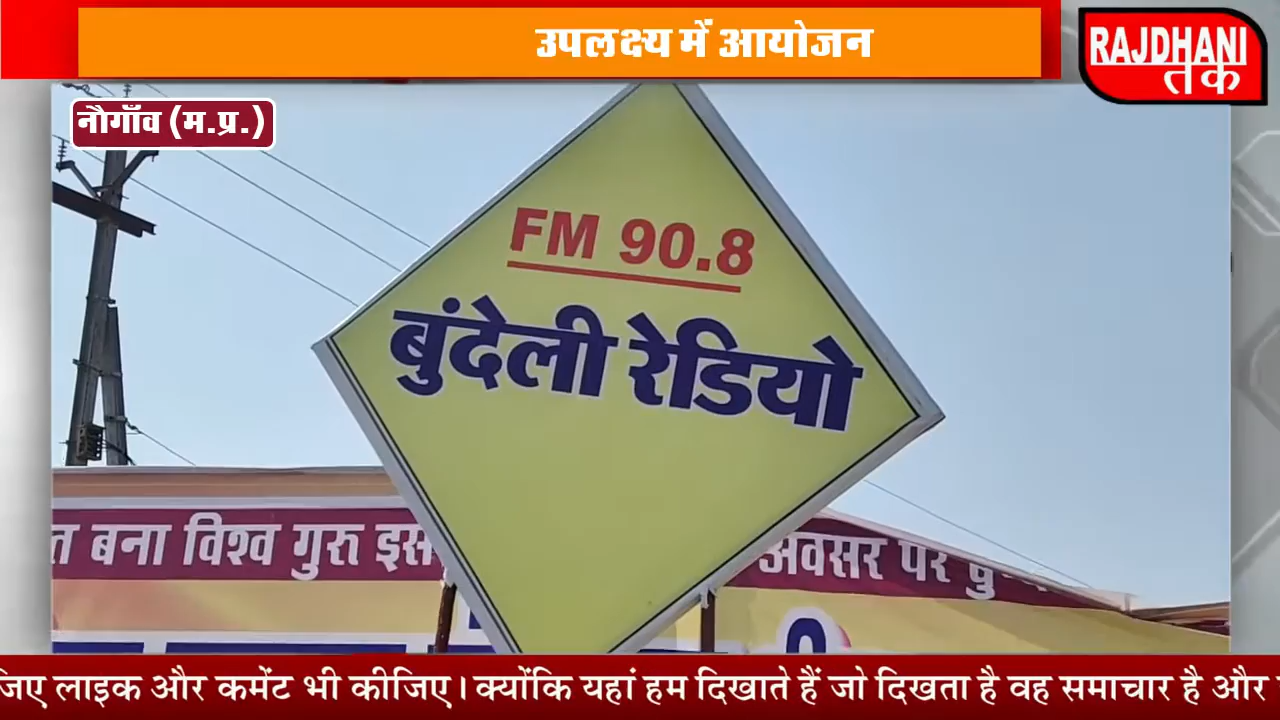 उपलक्ष्य में आयोजन
RAJDHANI
तक
नौगाँव (म.प्र.)
FM 90.8
बुंदेली रेडियो
बना विश्व गुरू इस
अवसर पर
लाइक और कमेंट भी कीजिए। क्योंकि यहां हम दिखाते हैं जो दिखता है वह समाचार है और